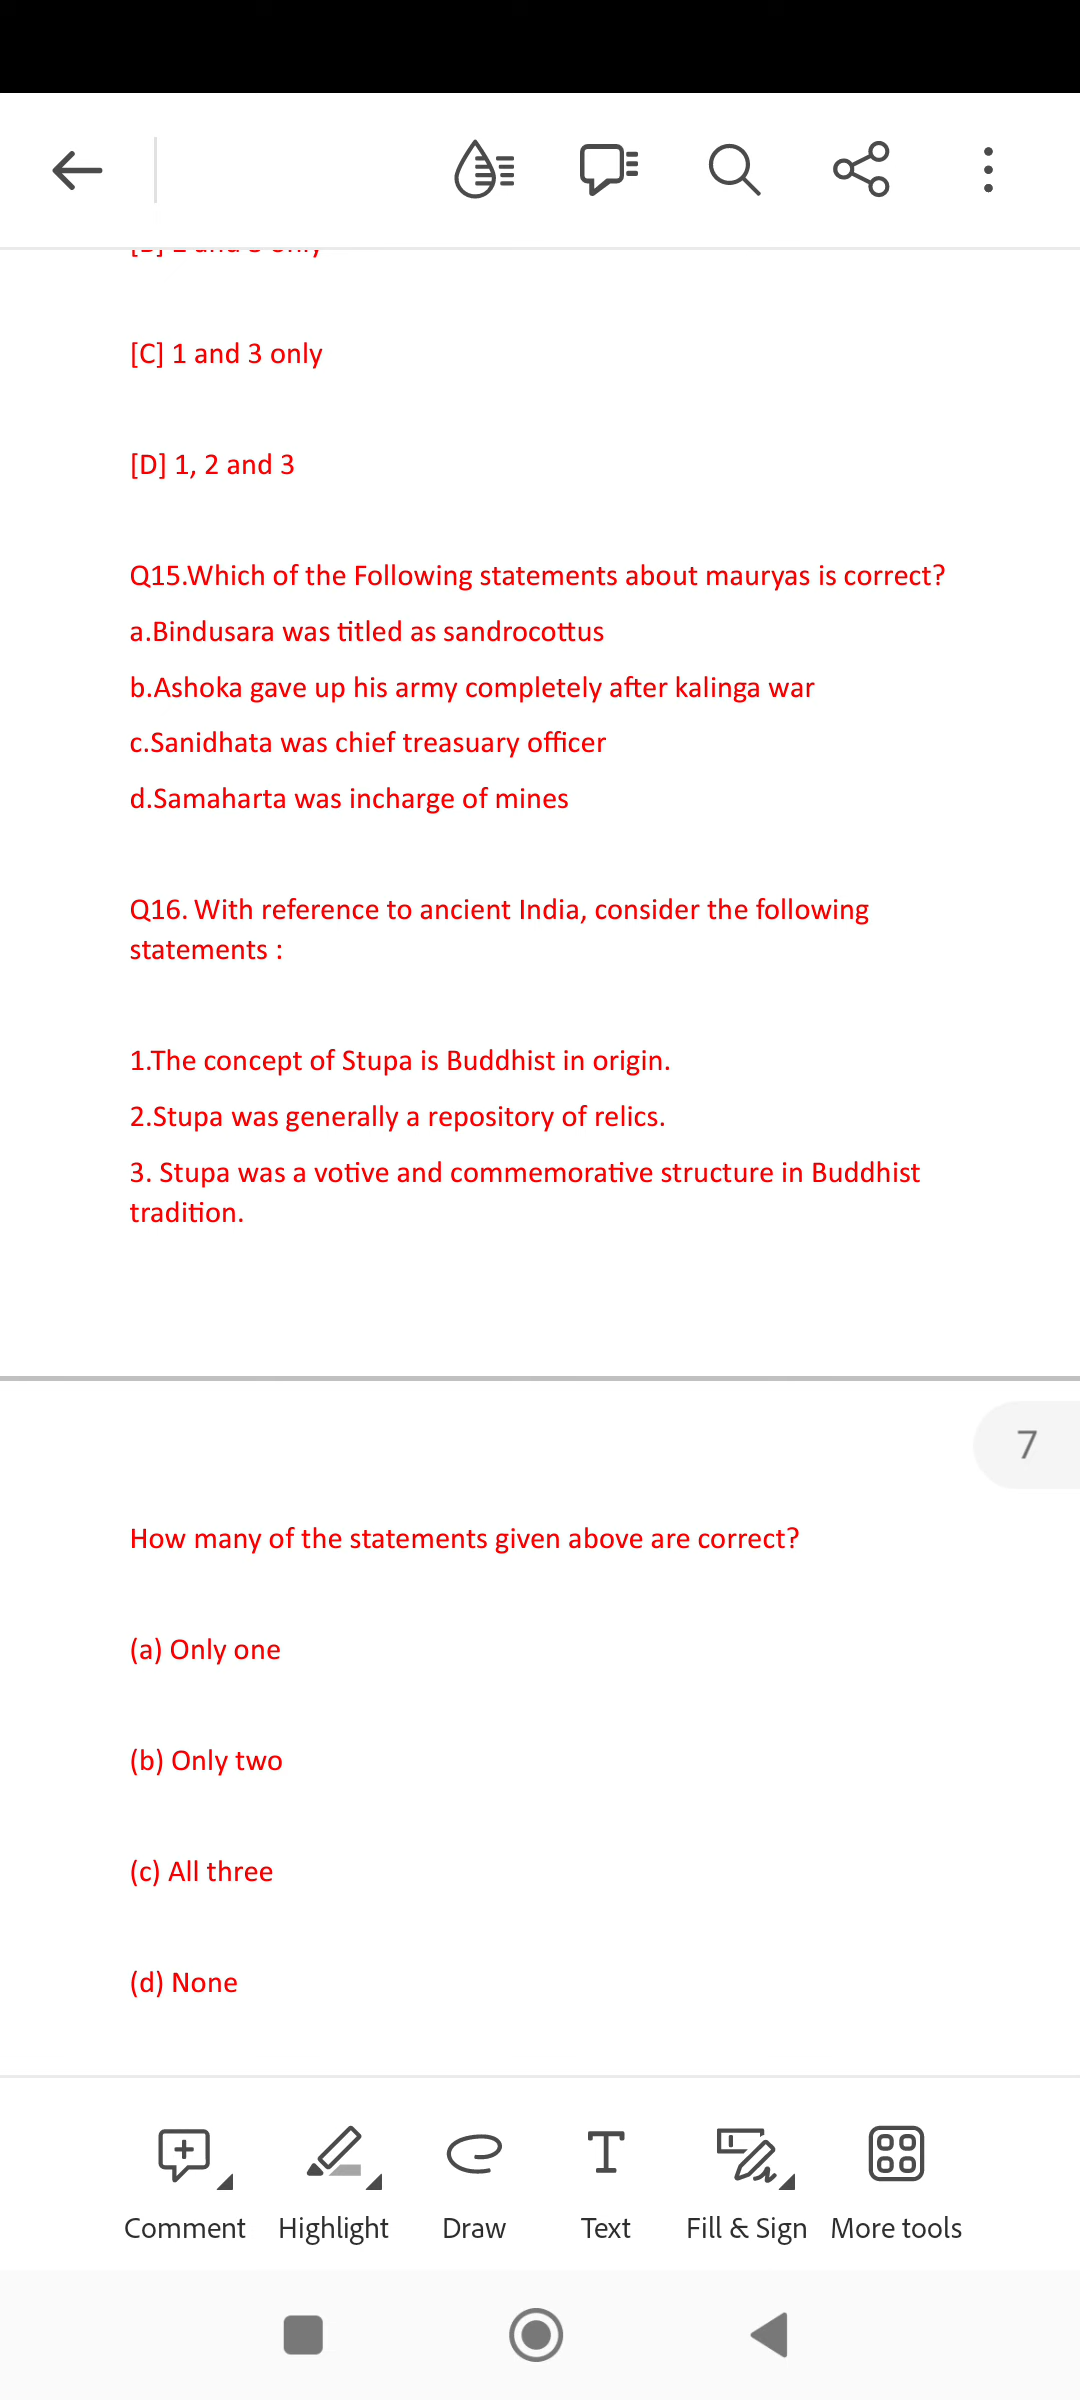 [C] 1 and 3 only
[D] 1, 2 and 3
Q15.Which of the Following statements about mauryas is correct?
a.Bindusara was titled as sandrocottus
b.Ashoka gave up his army completely after kalinga war
c.Sanidhata was chief treasuary officer
d.Samaharta was incharge of mines
Q16. With reference to ancient India, consider the following
statements :
1.The concept of Stupa is Buddhist in origin.
2.Stupa was generally a repository of relics.
3. Stupa was a votive and commemorative structure in Buddhist
tradition.
7
How many of the statements given above are correct?
(a) Only one
(b) Only two
(c) All three
(d) None
Comment Highlight Draw Text Fill & Sign More tools